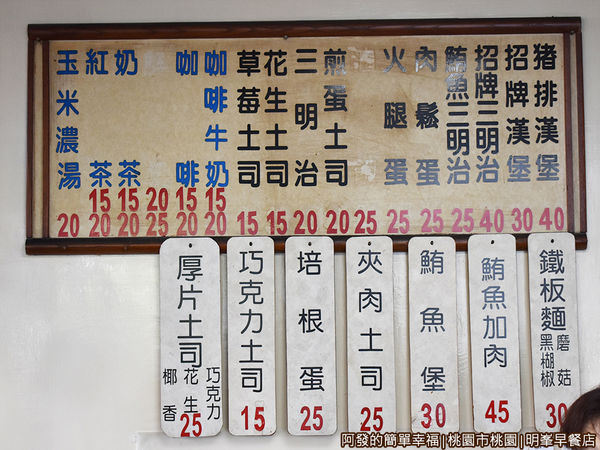 猪排漢堡 40
招牌漢堡 30
招牌三明治 40
鮪魚三明治 25
肉鬆蛋 25
火腿蛋 25
25
煎蛋土司 20
三明治 20
花生土司 15
草莓土司 15
咖啡牛奶 15 20
咖啡 15 20
20 25
奶茶 15 20
紅茶 15 20
玉米濃湯 20
鐵板麵 蘑菇 黑楜椒 30
鮪魚加肉 45
鮪魚堡 30
夾肉土司 25
培根蛋 25
巧克力土司 15
厚片土司 巧克力 花生 椰香 25
阿發的簡單幸福|桃園市桃園|明峯早餐店